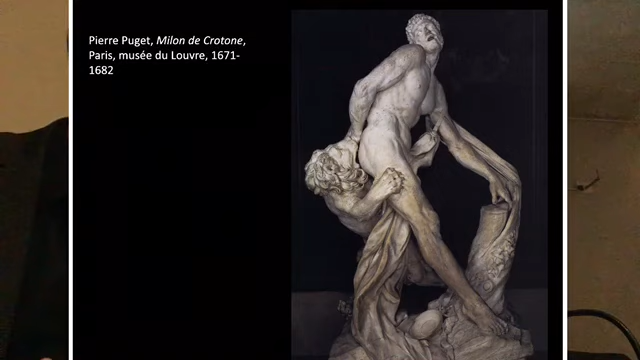 Pierre Puget, Milon de Crotone,
Paris, musée du Louvre, 1671-
1682